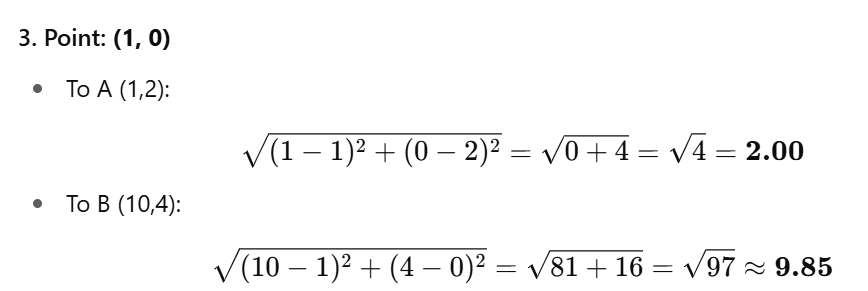 3. Point: (1, 0)
• To A (1,2):
√(1 − 1)² + (0 − 2)² = √0 + 4 = √4 = 2.00
• To B (10,4):
√(10 − 1)² + (4 − 0)² = √81 + 16 = √97 ≈ 9.85